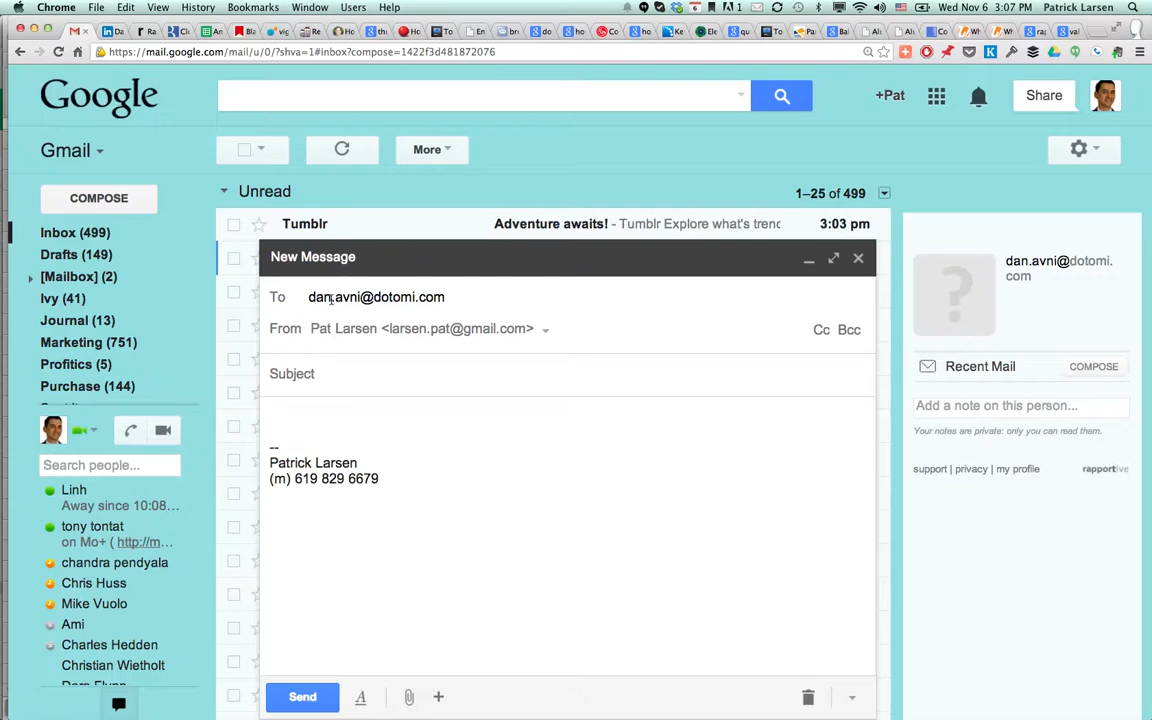 Chrome File Edit View History Bookmarks Window Users Help
1 6 Wed Nov 6 3:07 PM Patrick Larsen
https://mail.google.com/mail/u/0/?shva=1#inbox?compose=1422f3d481872076
Google
+Pat Share
Gmail More
COMPOSE
Unread 1–25 of 499
Inbox (499)
Drafts (149)
[Mailbox] (2)
Ivy (41)
Journal (13)
Marketing (751)
Profitics (5)
Purchase (144)
Search people...
Linh
Away since 10:08...
tony tontat
on Mo+ ( http://m...
chandra pendyala
Chris Huss
Mike Vuolo
Ami
Charles Hedden
Christian Wietholt
Tumblr Adventure awaits! - Tumblr Explore what's trenc 3:03 pm
New Message
To dan.avni@dotomi.com
From Pat Larsen <larsen.pat@gmail.com> Cc Bcc
Subject
--
Patrick Larsen
(m) 619 829 6679
Send
dan.avni@dotomi.
com
?
Recent Mail COMPOSE
Add a note on this person...
Your notes are private: only you can read them.
support | privacy | my profile rapportive